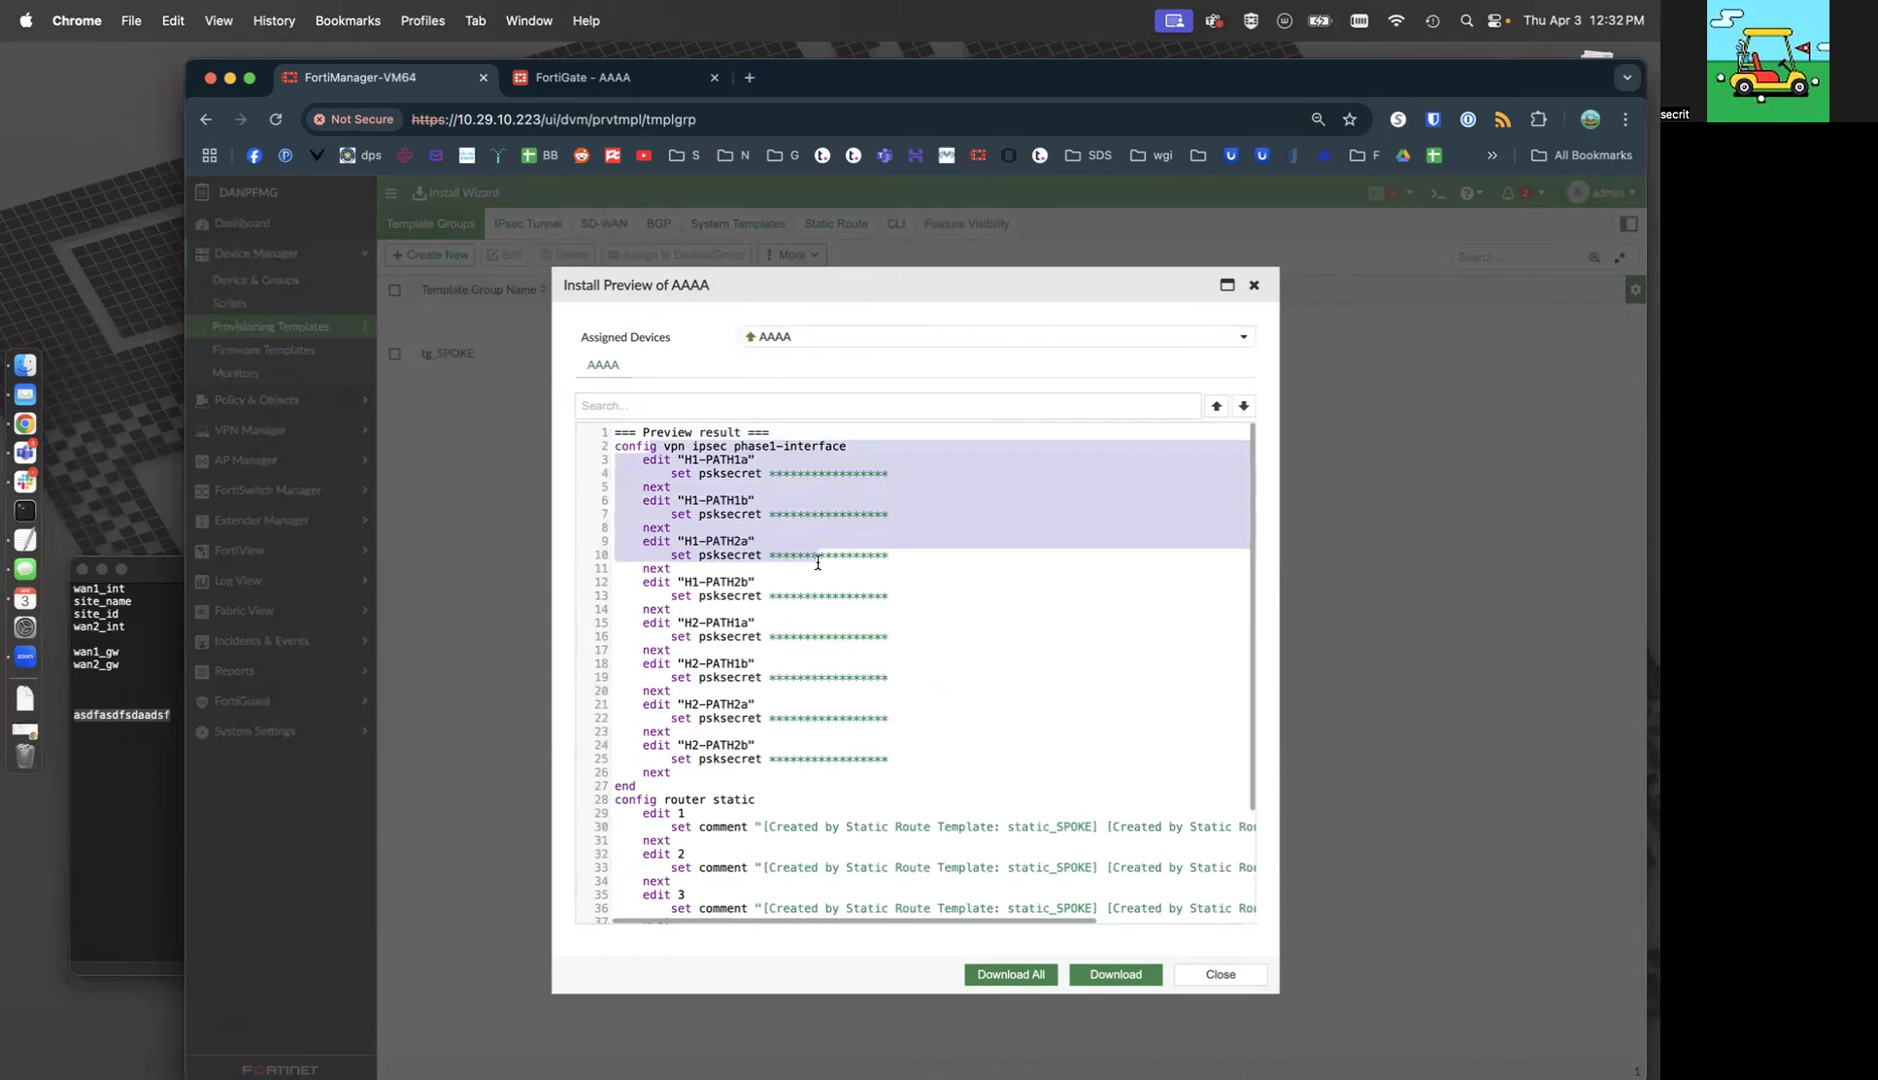 Chrome File Edit View History Bookmarks Profiles Tab Window Help
Thu Apr 3 12:32 PM
FortiManager-VM64
FortiGate - AAAA
Not Secure https://10.29.10.223/ui/dvm/prvtmpl/tmplgrp
dps BB S N G SDS wgi F » All Bookmarks
secrit
DANPFMG
Install Wizard
admin
Dashboard
Device Manager
Device & Groups
Scripts
Provisioning Templates
Firmware Templates
Monitors
Policy & Objects
VPN Manager
AP Manager
FortiSwitch Manager
Extender Manager
FortiView
Log View
Fabric View
Incidents & Events
Reports
FortiGuard
System Settings
FORTINET
Template Groups IPsec Tunnel SD-WAN BGP System Templates Static Route CLI Feature Visibility
+ Create New Edit Delete Assign to Device/Group More
Search...
Template Group Name
tg_SPOKE
wan1_int
site_name
site_id
wan2_int
wan1_gw
wan2_gw
asdfasdfsdaadsf
Install Preview of AAAA
Assigned Devices AAAA
AAAA
Search...
1 === Preview result ===
2 config vpn ipsec phase1-interface
3 edit "H1-PATH1a"
4 set psksecret *****************
5 next
6 edit "H1-PATH1b"
7 set psksecret *****************
8 next
9 edit "H1-PATH2a"
10 set psksecret *****************
11 next
12 edit "H1-PATH2b"
13 set psksecret *****************
14 next
15 edit "H2-PATH1a"
16 set psksecret *****************
17 next
18 edit "H2-PATH1b"
19 set psksecret *****************
20 next
21 edit "H2-PATH2a"
22 set psksecret *****************
23 next
24 edit "H2-PATH2b"
25 set psksecret *****************
26 next
27 end
28 config router static
29 edit 1
30 set comment "[Created by Static Route Template: static_SPOKE] [Created by Static Rou
31 next
32 edit 2
33 set comment "[Created by Static Route Template: static_SPOKE] [Created by Static Rou
34 next
35 edit 3
36 set comment "[Created by Static Route Template: static_SPOKE] [Created by Static Rou
37
Download All Download Close
1